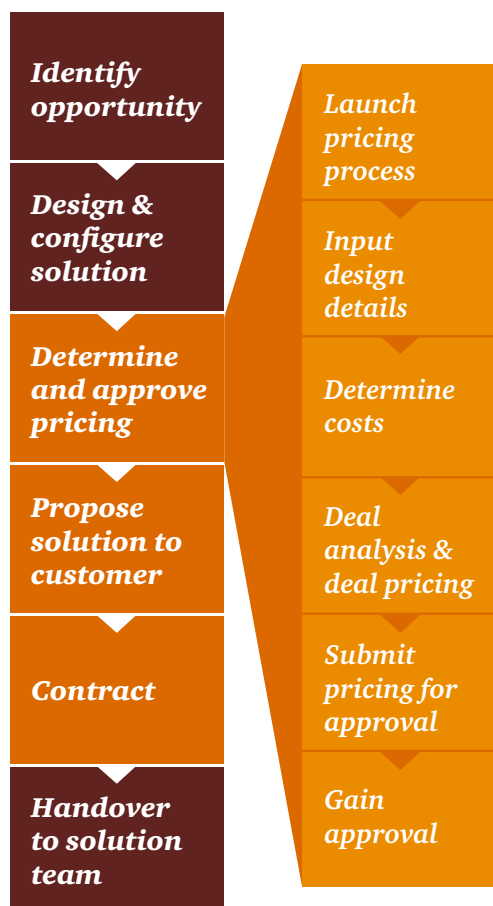 Identify
opportunity
Design &
configure
solution
Determine
and approve
pricing
Propose
solution to
customer
Contract
Handover
to solution
team
Launch
pricing
process
Input
design
details
Determine
costs
Deal
analysis &
deal pricing
Submit
pricing for
approval
Gain
approval